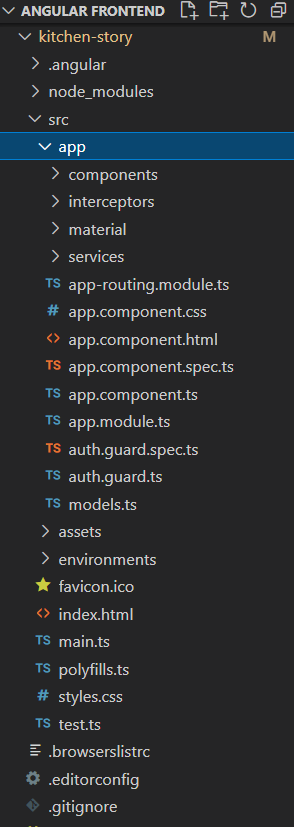 ANGULAR FRONTEND
kitchen-story M
.angular
node_modules
src
app
components
interceptors
material
services
TS app-routing.module.ts
# app.component.css
<> app.component.html
TS app.component.spec.ts
TS app.component.ts
TS app.module.ts
TS auth.guard.spec.ts
TS auth.guard.ts
TS models.ts
assets
environments
favicon.ico
<> index.html
TS main.ts
TS polyfills.ts
# styles.css
TS test.ts
.browserslistrc
.editorconfig
.gitignore